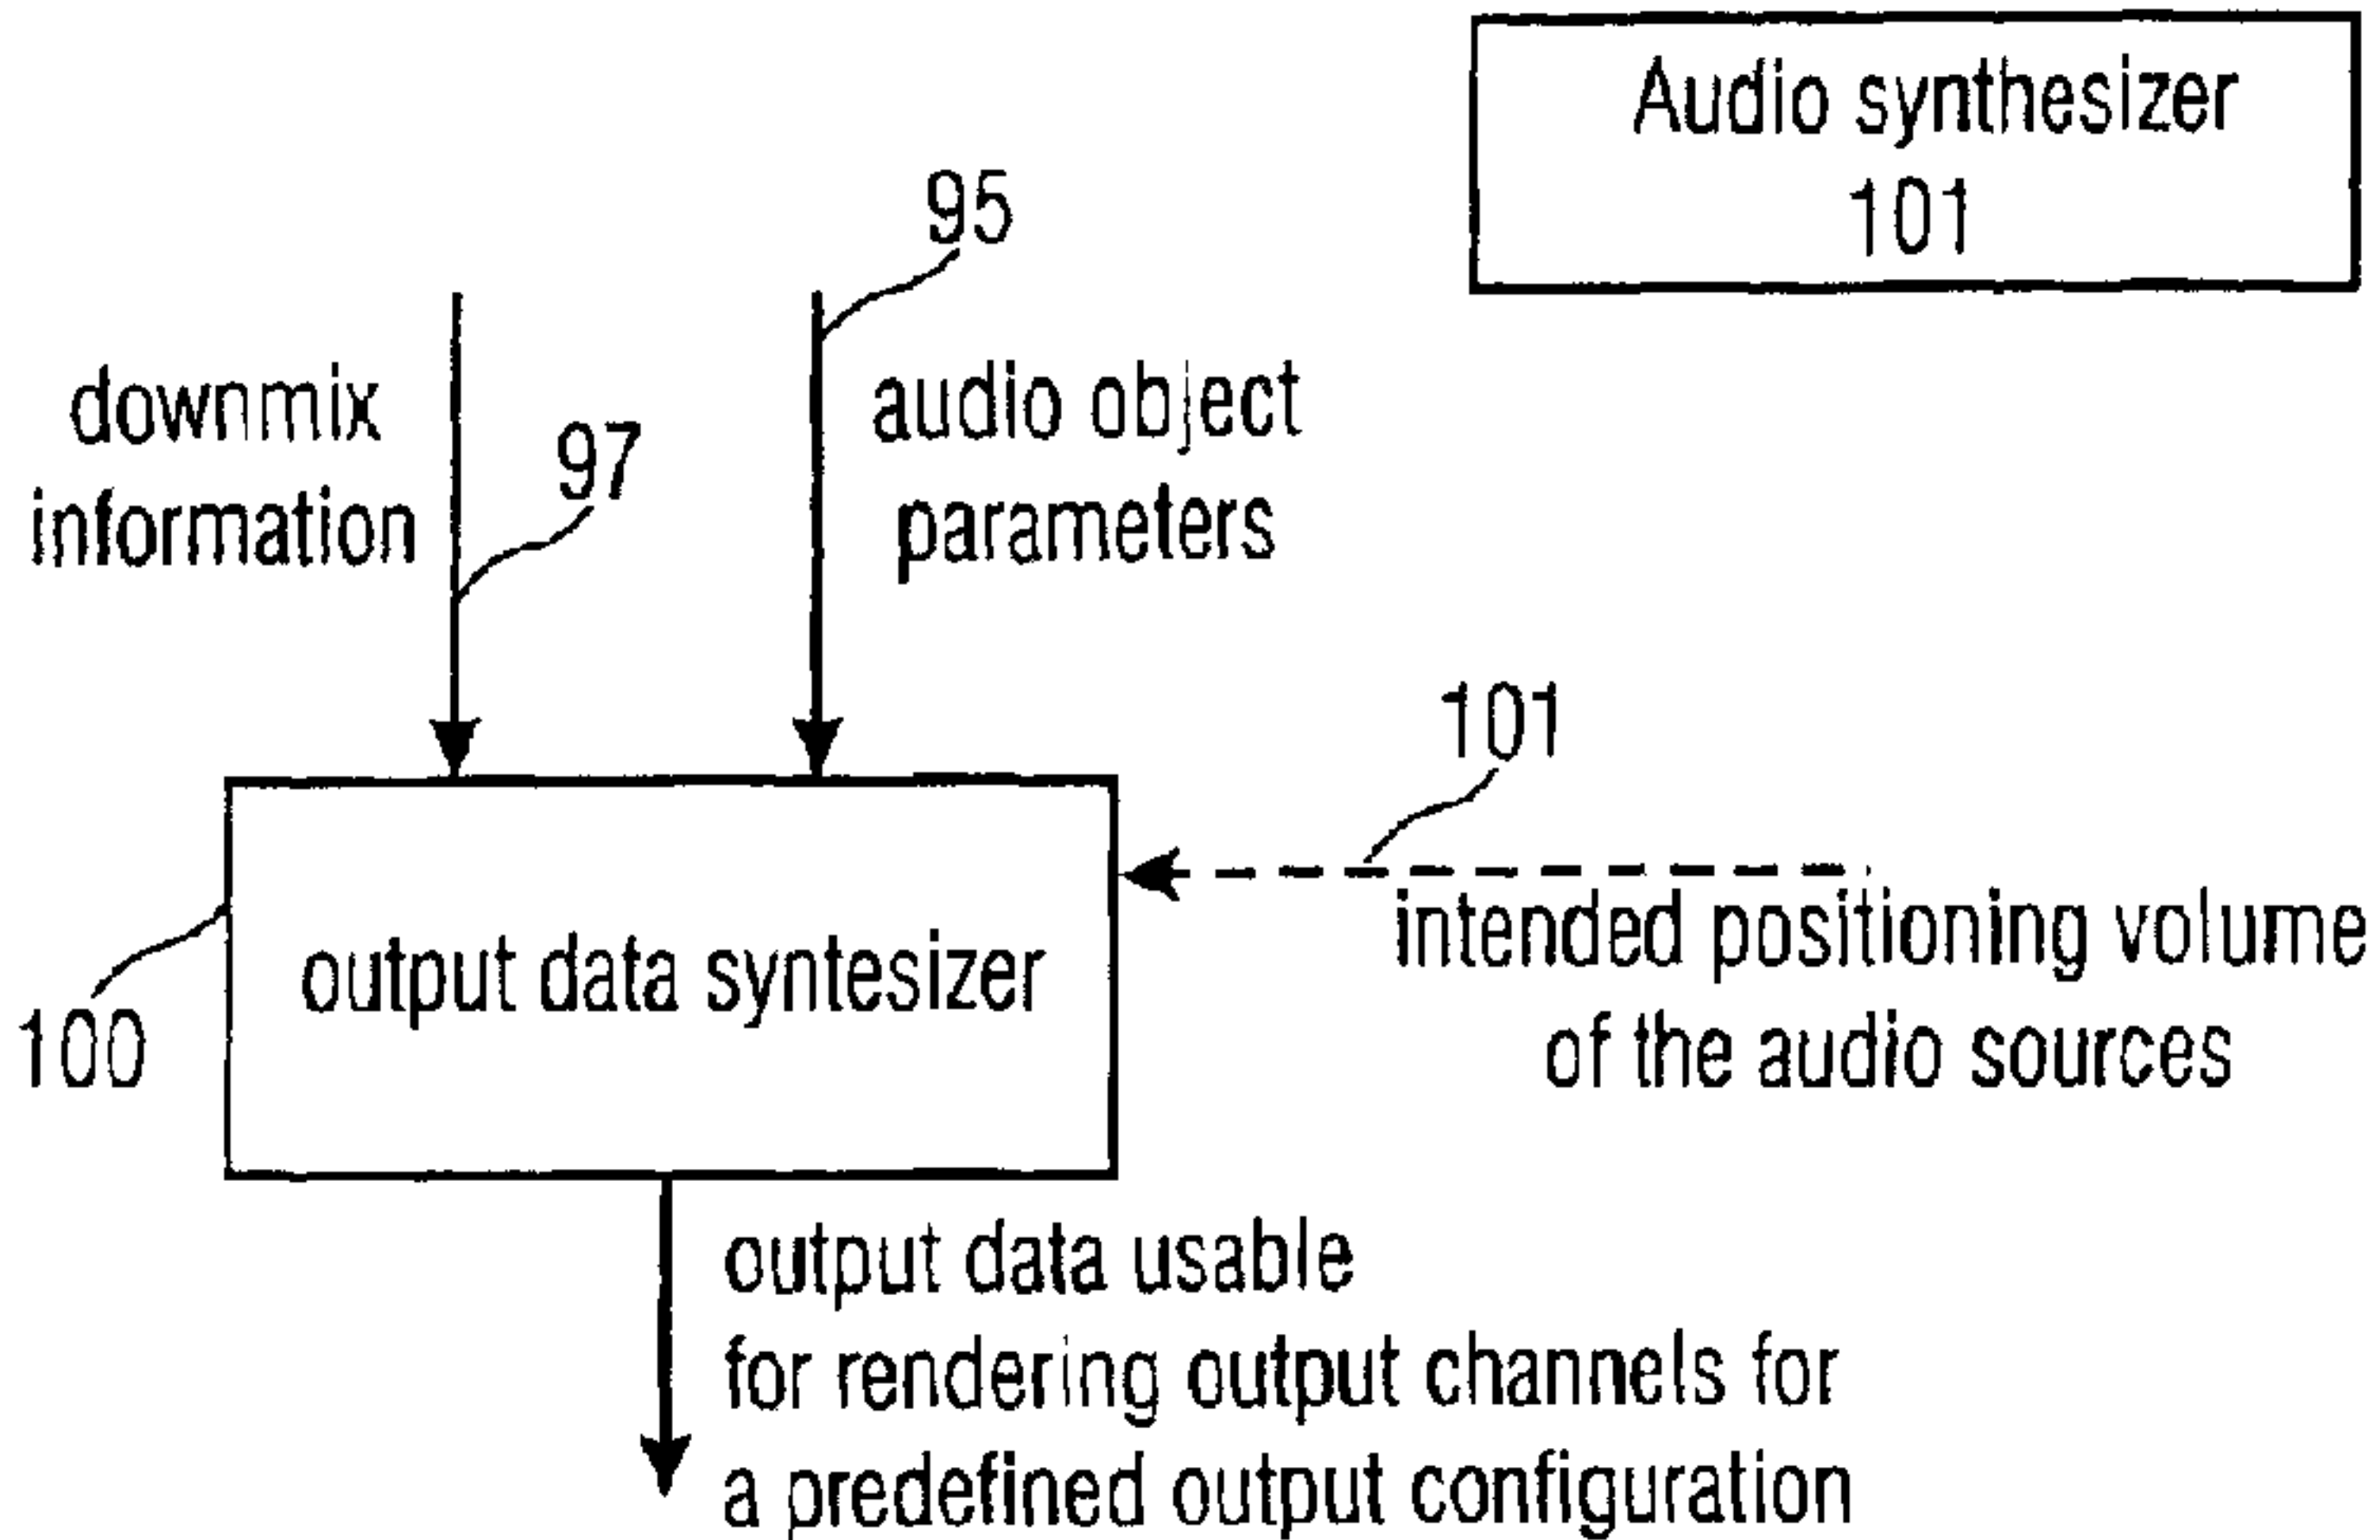 Audio synthesizer
101
95
downmix
information
97
audio object
parameters
101
intended positioning volume
of the audio sources
output data syntesizer
100
output data usable
for rendering output channels for
a predefined output configuration